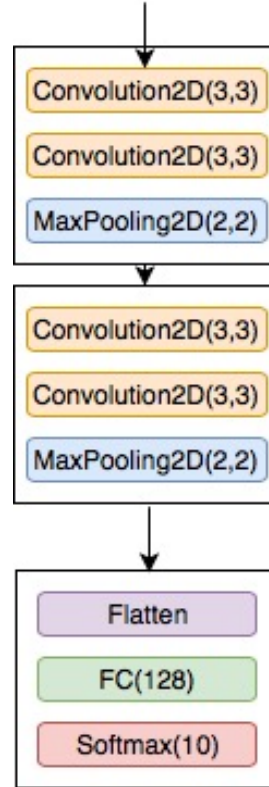 Convolution2D(3,3)
Convolution2D(3,3)
MaxPooling2D(2,2)
Convolution2D(3,3)
Convolution2D(3,3)
MaxPooling2D(2,2)
Flatten
FC(128)
Softmax(10)